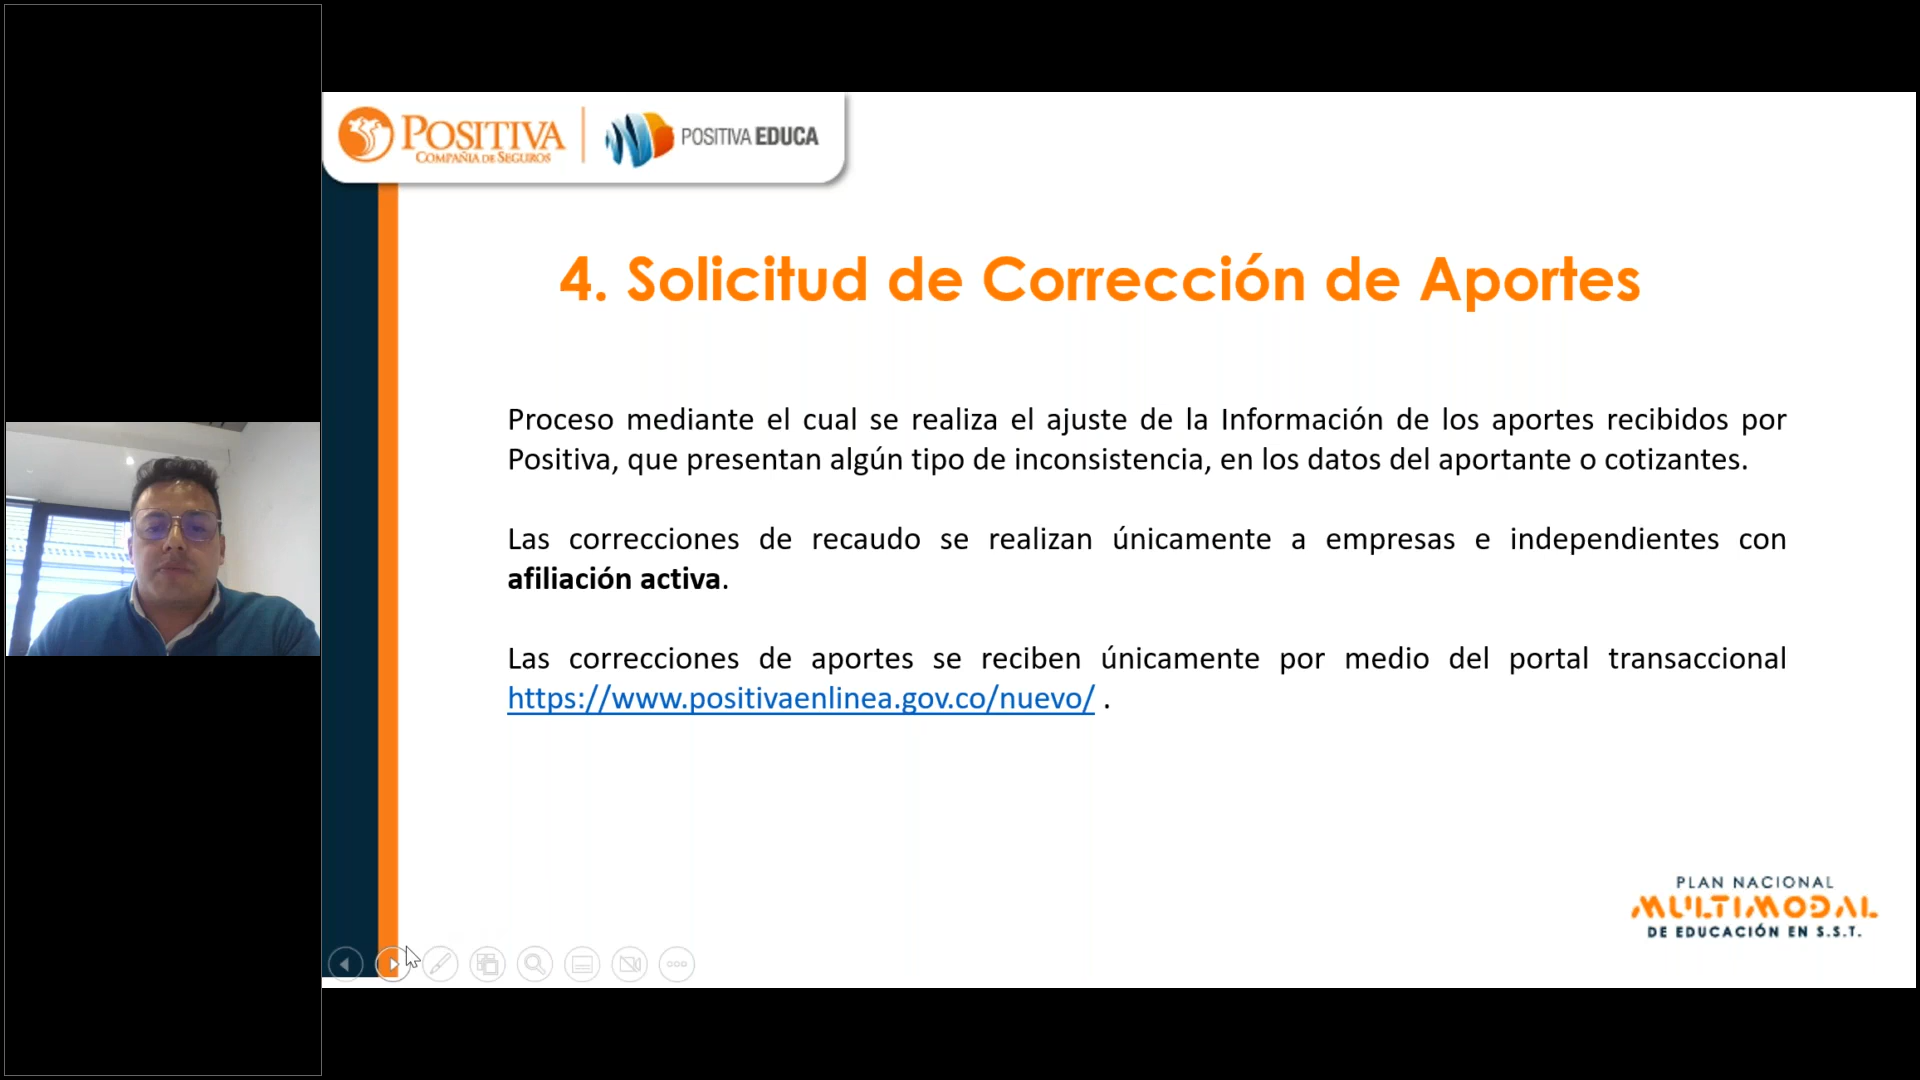 POSITIVA
COMPAÑIA DE SEGUROS
POSITIVA EDUCA
4. Solicitud de Corrección de Aportes
Proceso mediante el cual se realiza el ajuste de la Información de los aportes recibidos por
Positiva, que presentan algún tipo de inconsistencia, en los datos del aportante o cotizantes.
Las correcciones de recaudo se realizan únicamente a empresas e independientes con
afiliación activa.
Las correcciones de aportes se reciben únicamente por medio del portal transaccional
https://www.positivaenlinea.gov.co/nuevo/ .
PLAN NACIONAL
MULTIMODAL
DE EDUCACIÓN EN S.S.T.